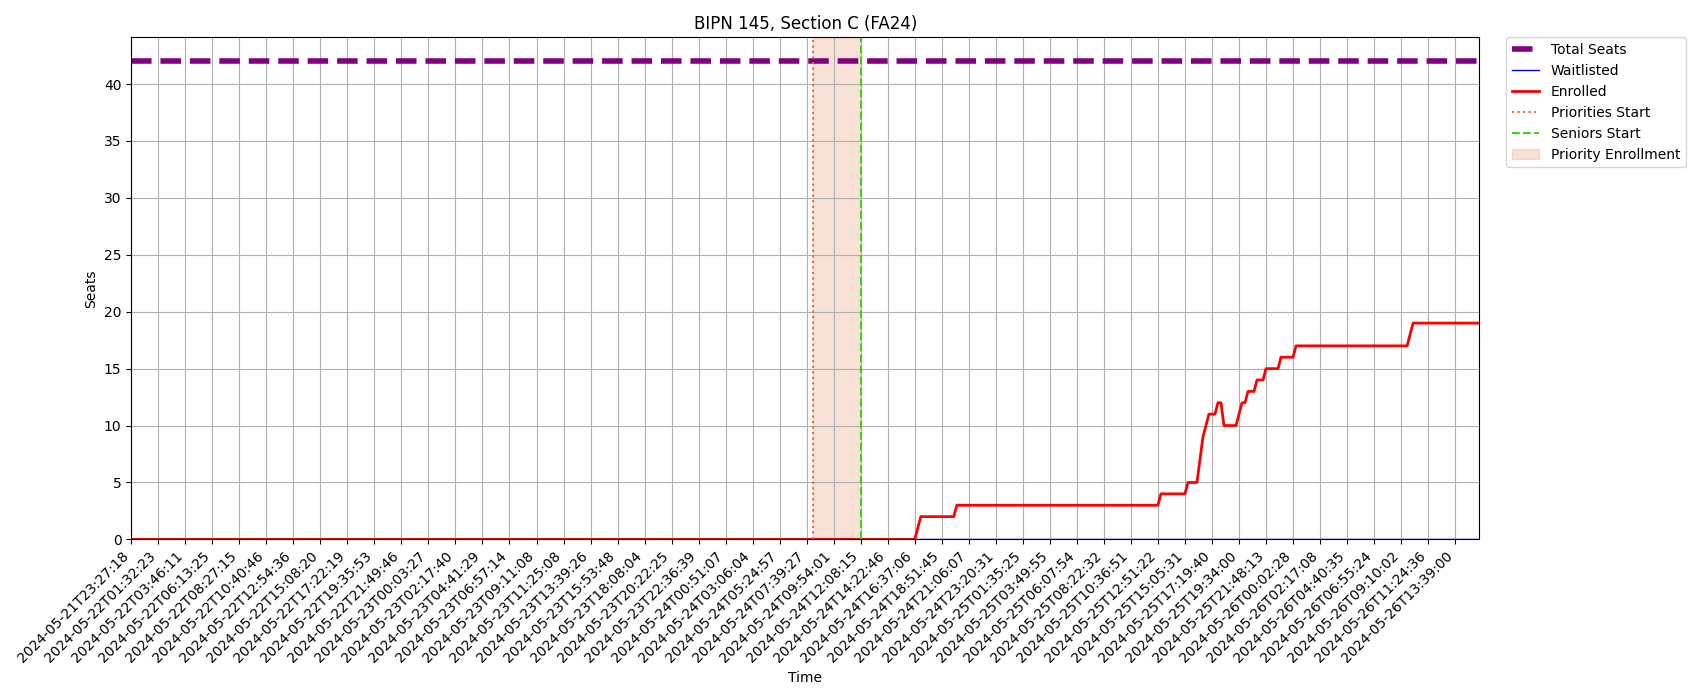 BIPN 145, Section C (FA24)
Total Seats
Waitlisted
Enrolled
Priorities Start
Seniors Start
Priority Enrollment
Seats
40
35
30
25
20
15
10
5
0
2024-05-21T23:27:18
2024-05-22T01:32:23
2024-05-22T03:46:11
2024-05-22T06:13:25
2024-05-22T08:27:15
2024-05-22T10:40:46
2024-05-22T12:54:36
2024-05-22T15:08:20
2024-05-22T17:22:19
2024-05-22T19:35:53
2024-05-22T21:49:46
2024-05-23T00:03:27
2024-05-23T02:17:40
2024-05-23T04:41:29
2024-05-23T06:57:14
2024-05-23T09:11:08
2024-05-23T11:25:08
2024-05-23T13:39:26
2024-05-23T15:53:48
2024-05-23T18:08:04
2024-05-23T20:22:25
2024-05-23T22:36:39
2024-05-24T00:51:07
2024-05-24T03:06:04
2024-05-24T05:24:57
2024-05-24T07:39:27
2024-05-24T09:54:01
2024-05-24T12:08:15
2024-05-24T14:22:46
2024-05-24T16:37:06
2024-05-24T18:51:45
2024-05-24T21:06:07
2024-05-24T23:20:31
2024-05-25T01:35:25
2024-05-25T03:49:55
2024-05-25T06:07:54
2024-05-25T08:22:32
2024-05-25T10:36:51
2024-05-25T12:51:22
2024-05-25T15:05:31
2024-05-25T17:19:40
2024-05-25T19:34:00
2024-05-25T21:48:13
2024-05-26T00:02:28
2024-05-26T02:17:08
2024-05-26T04:40:35
2024-05-26T06:55:24
2024-05-26T09:10:02
2024-05-26T11:24:36
2024-05-26T13:39:00
Time